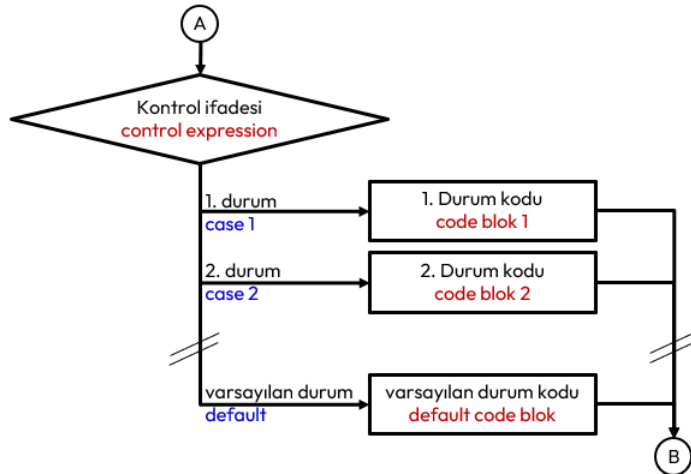 A
Kontrol ifadesi
control expression
1. durum
case 1
1. Durum kodu
code blok 1
2. durum
case 2
2. Durum kodu
code blok 2
varsayılan durum
default
varsayılan durum kodu
default code blok
B